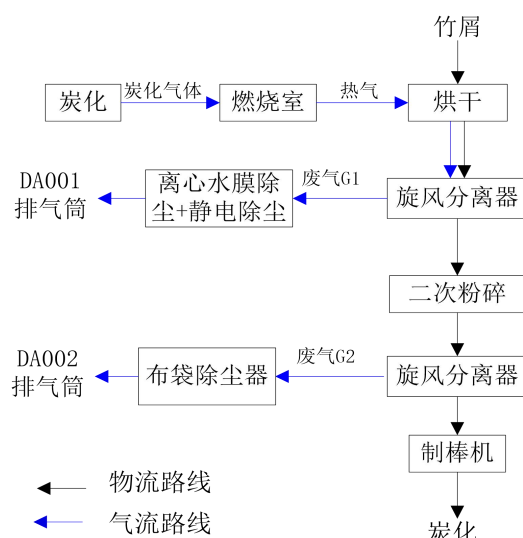 竹屑
炭化
炭化气体
燃烧室
热气
烘干
DA001
排气筒
离心水膜除
尘+静电除尘
废气G1
旋风分离器
二次粉碎
DA002
排气筒
布袋除尘器
废气G2
旋风分离器
制棒机
物流路线
气流路线
炭化